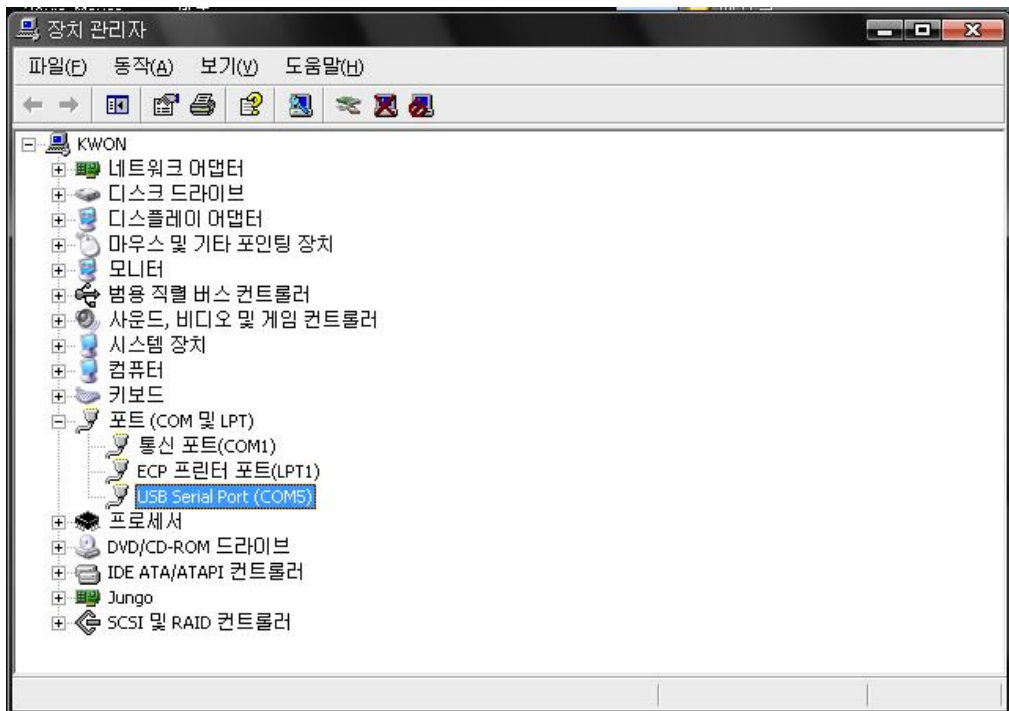 장치 관리자
파일(F) 동작(A) 보기(V) 도움말(H)
KWON
네트워크 어댑터
디스크 드라이브
디스플레이 어댑터
마우스 및 기타 포인팅 장치
모니터
범용 직렬 버스 컨트롤러
사운드, 비디오 및 게임 컨트롤러
시스템 장치
컴퓨터
키보드
포트 (COM 및 LPT)
통신 포트(COM1)
ECP 프린터 포트(LPT1)
USB Serial Port (COM5)
프로세서
DVD/CD-ROM 드라이브
IDE ATA/ATAPI 컨트롤러
Jungo
SCSI 및 RAID 컨트롤러